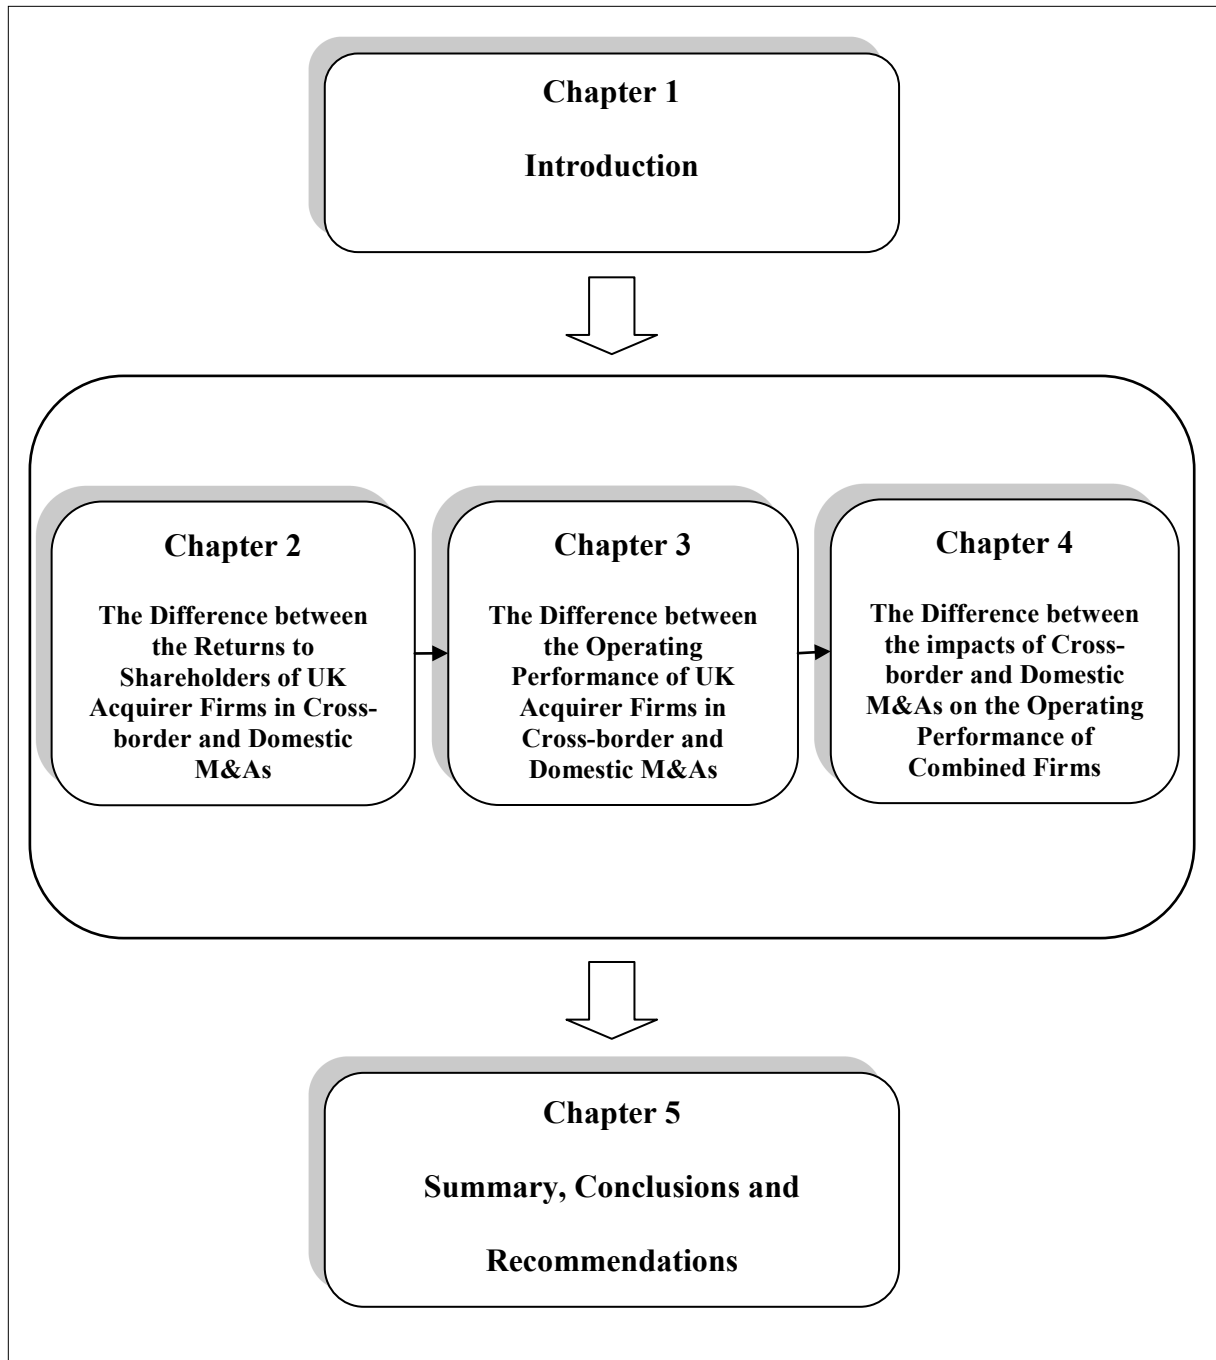 Chapter 1
Introduction
Chapter 2
The Difference between
the Returns to
Shareholders of UK
Acquirer Firms in Cross-
border and Domestic
M&As
Chapter 3
The Difference between
the Operating
Performance of UK
Acquirer Firms in
Cross-border and
Domestic M&As
Chapter 4
The Difference between
the impacts of Cross-
border and Domestic
M&As on the Operating
Performance of
Combined Firms
Chapter 5
Summary, Conclusions and
Recommendations